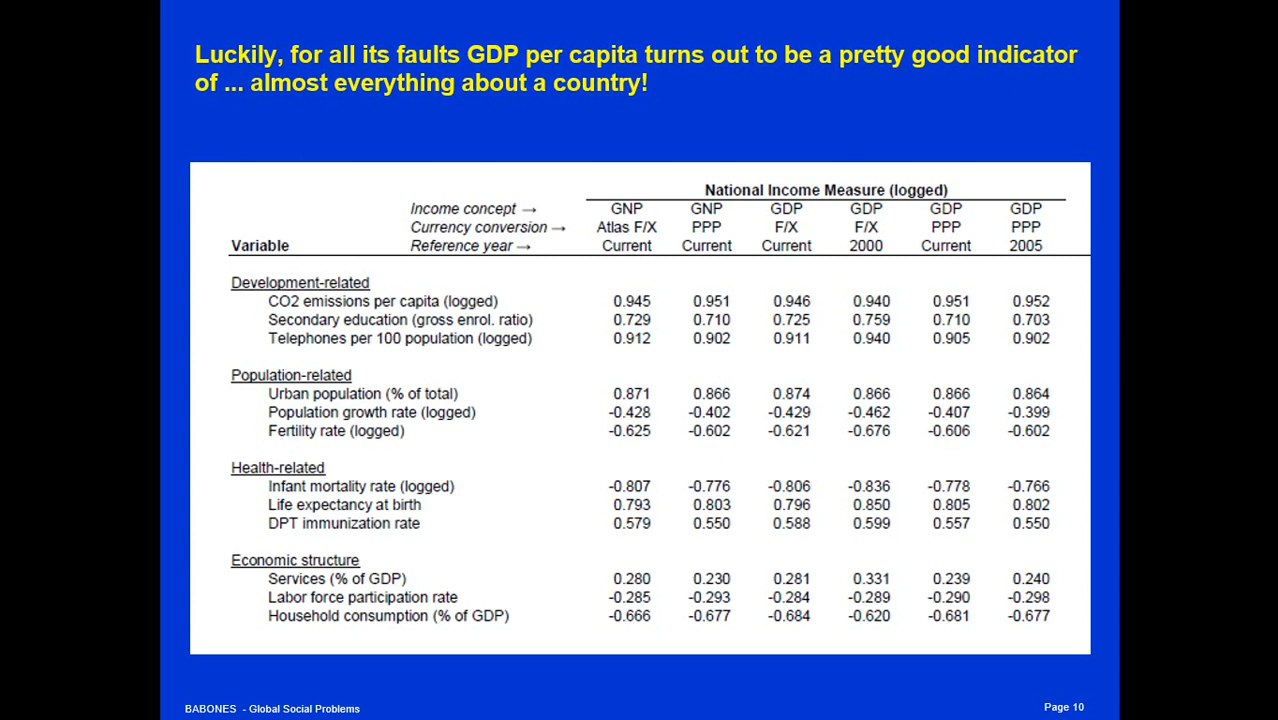 Luckily, for all its faults GDP per capita turns out to be a pretty good indicator
of ... almost everything about a country!
National Income Measure (logged)
Income concept → GNP GNP GDP GDP GDP GDP
Currency conversion → Atlas F/X PPP F/X F/X PPP PPP
Variable Reference year → Current Current Current 2000 Current 2005
Development-related
CO2 emissions per capita (logged) 0.945 0.951 0.946 0.940 0.951 0.952
Secondary education (gross enrol. ratio) 0.729 0.710 0.725 0.759 0.710 0.703
Telephones per 100 population (logged) 0.912 0.902 0.911 0.940 0.905 0.902
Population-related
Urban population (% of total) 0.871 0.866 0.874 0.866 0.866 0.864
Population growth rate (logged) -0.428 -0.402 -0.429 -0.462 -0.407 -0.399
Fertility rate (logged) -0.625 -0.602 -0.621 -0.676 -0.606 -0.602
Health-related
Infant mortality rate (logged) -0.807 -0.776 -0.806 -0.836 -0.778 -0.766
Life expectancy at birth 0.793 0.803 0.796 0.850 0.805 0.802
DPT immunization rate 0.579 0.550 0.588 0.599 0.557 0.550
Economic structure
Services (% of GDP) 0.280 0.230 0.281 0.331 0.239 0.240
Labor force participation rate -0.285 -0.293 -0.284 -0.289 -0.290 -0.298
Household consumption (% of GDP) -0.666 -0.677 -0.684 -0.620 -0.681 -0.677
BABONES - Global Social Problems
Page 10